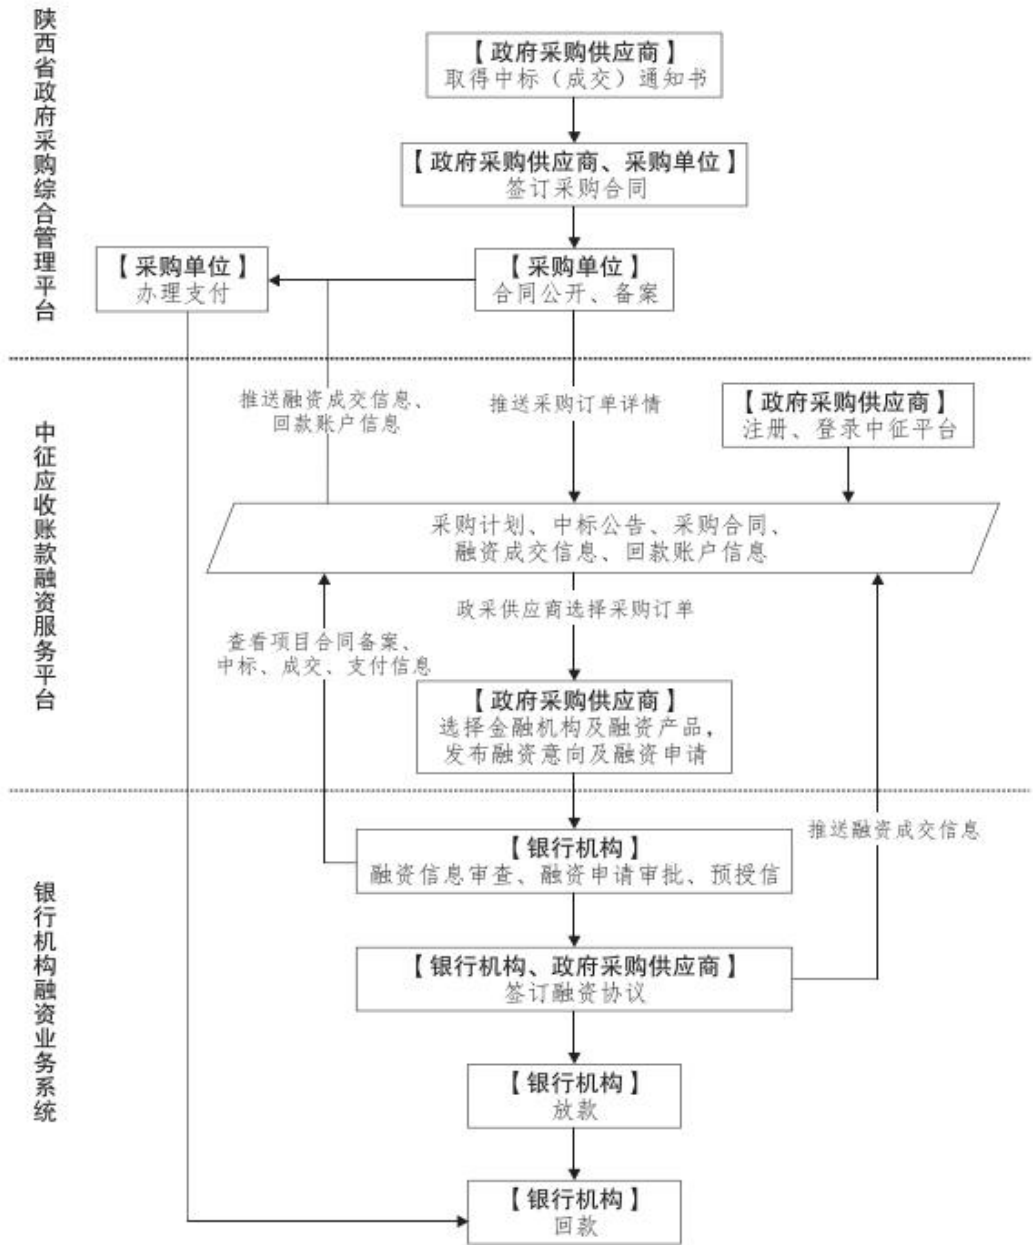 陕西省政府采购综合管理平台
【政府采购供应商】
取得中标（成交）通知书
【政府采购供应商、采购单位】
签订采购合同
【采购单位】
办理支付
【采购单位】
合同公开、备案
中征应收账款融资服务平台
推送融资成交信息、
回款账户信息
推送采购订单详情
【政府采购供应商】
注册、登录中征平台
采购计划、中标公告、采购合同、
融资成交信息、回款账户信息
政采供应商选择采购订单
查看项目合同备案、
中标、成交、支付信息
【政府采购供应商】
选择金融机构及融资产品，
发布融资意向及融资申请
银行机构融资业务系统
【银行机构】
融资信息审查、融资申请审批、预授信
推送融资成交信息
【银行机构、政府采购供应商】
签订融资协议
【银行机构】
放款
【银行机构】
回款